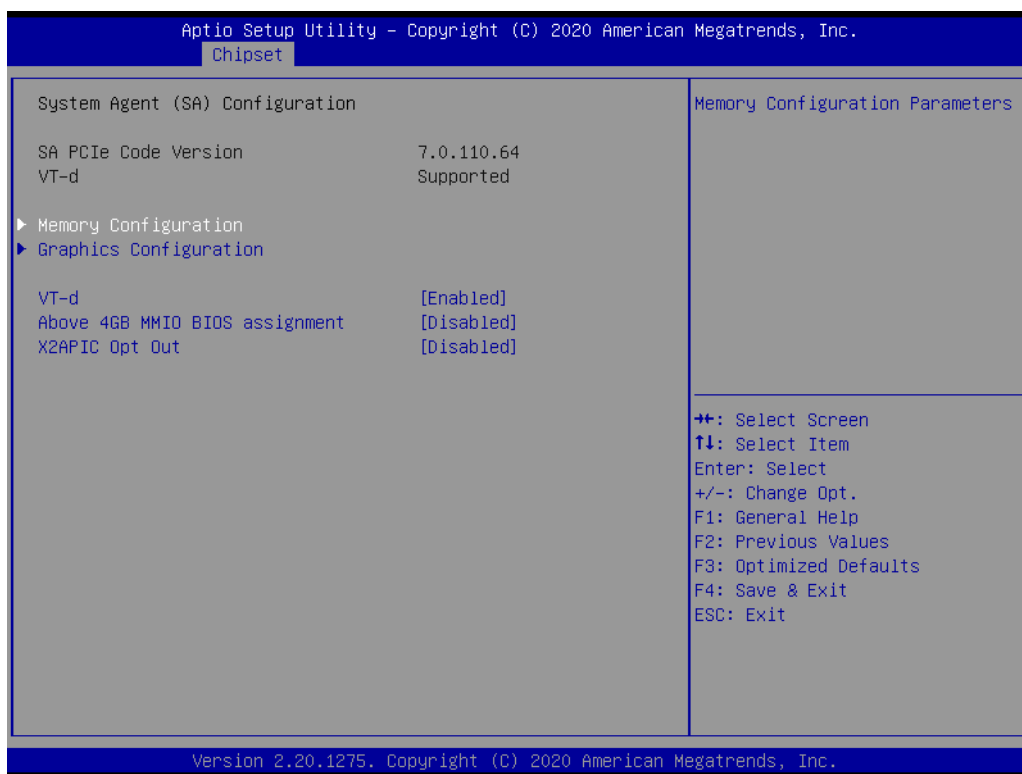 Aptio Setup Utility – Copyright (C) 2020 American Megatrends, Inc.
Chipset
System Agent (SA) Configuration
SA PCIe Code Version 7.0.110.64
VT-d Supported
▶ Memory Configuration
▶ Graphics Configuration
VT-d [Enabled]
Above 4GB MMIO BIOS assignment [Disabled]
X2APIC Opt Out [Disabled]
Memory Configuration Parameters
→←: Select Screen
↑↓: Select Item
Enter: Select
+/-: Change Opt.
F1: General Help
F2: Previous Values
F3: Optimized Defaults
F4: Save & Exit
ESC: Exit
Version 2.20.1275. Copyright (C) 2020 American Megatrends, Inc.